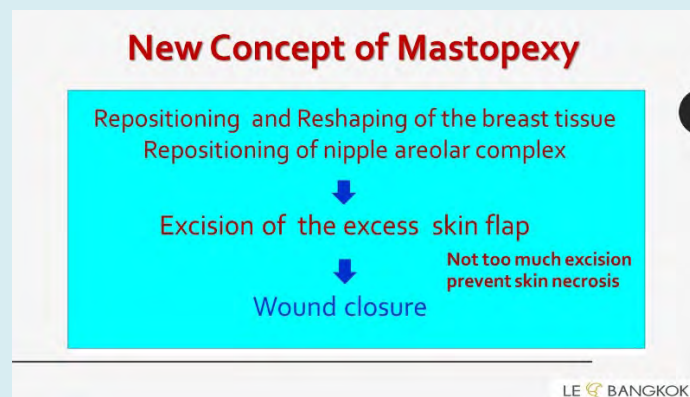 New Concept of Mastopexy
Repositioning and Reshaping of the breast tissue
Repositioning of nipple areolar complex
Excision of the excess skin flap
Not too much excision
prevent skin necrosis
Wound closure
LE BANGKOK